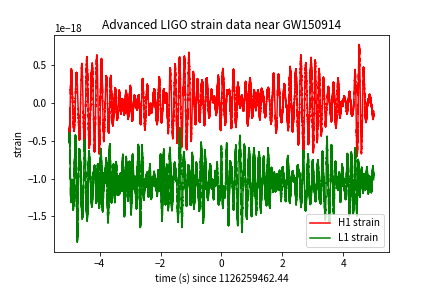 Advanced LIGO strain data near GW150914
1e−18
0.5
0.0
−0.5
−1.0
−1.5
strain
−4
−2
0
2
4
time (s) since 1126259462.44
H1 strain
L1 strain